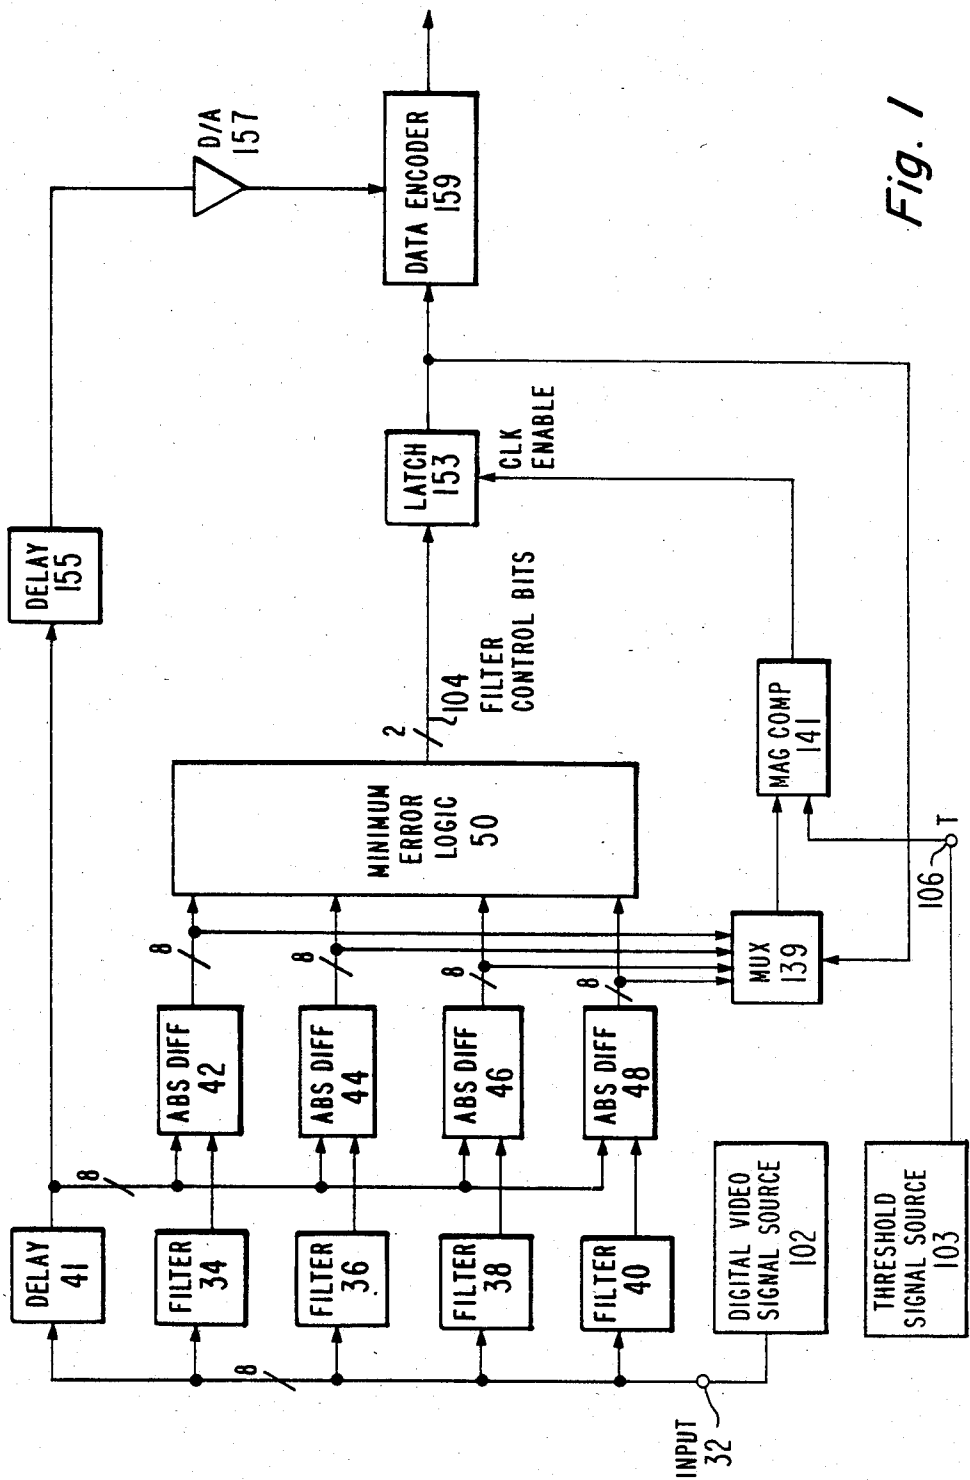 DELAY
155
D/A
157
DELAY
41
8
ABS DIFF
42
8
FILTER
34
ABS DIFF
44
8
FILTER
36
ABS DIFF
46
8
FILTER
38
ABS DIFF
48
8
FILTER
40
8
INPUT
32
MINIMUM
ERROR
LOGIC
50
2
104
FILTER
CONTROL BITS
LATCH
153
CLK
ENABLE
DATA ENCODER
159
MUX
139
MAG COMP
141
106
T
DIGITAL VIDEO
SIGNAL SOURCE
102
THRESHOLD
SIGNAL SOURCE
103
Fig. 1